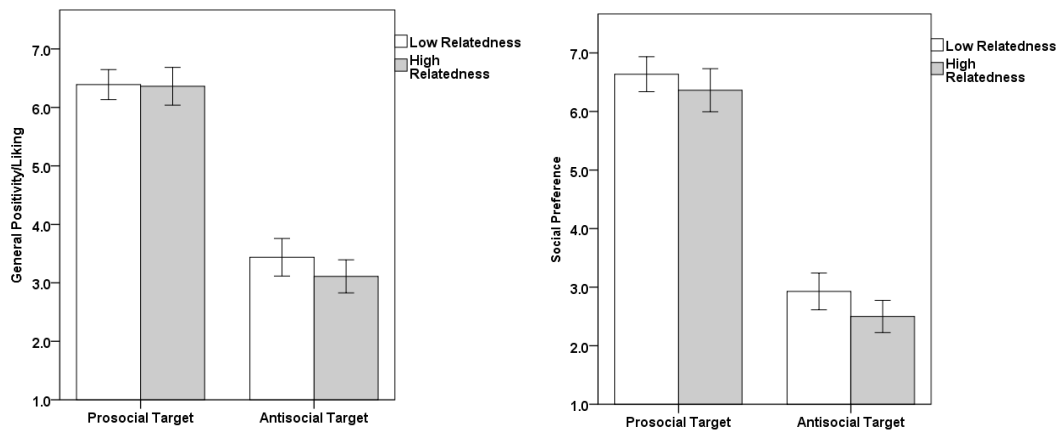 General Positivity/Liking
7.0
6.0
5.0
4.0
3.0
2.0
1.0
Prosocial Target
Antisocial Target
Low Relatedness
High
Relatedness
Social Preference
7.0
6.0
5.0
4.0
3.0
2.0
1.0
Prosocial Target
Antisocial Target
Low Relatedness
High
Relatedness